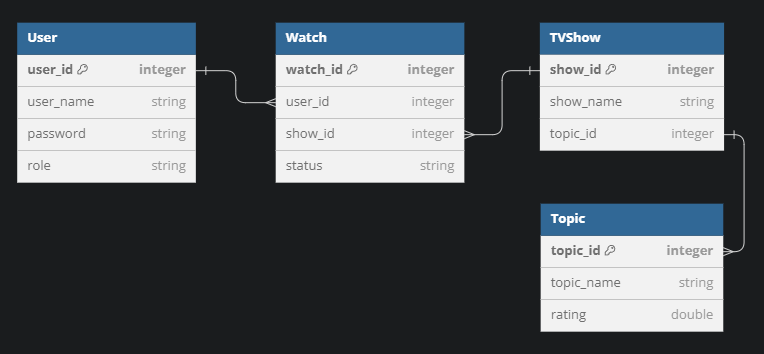 User
user_id integer
user_name string
password string
role string
Watch
watch_id integer
user_id integer
show_id integer
status string
TVShow
show_id integer
show_name string
topic_id integer
Topic
topic_id integer
topic_name string
rating double